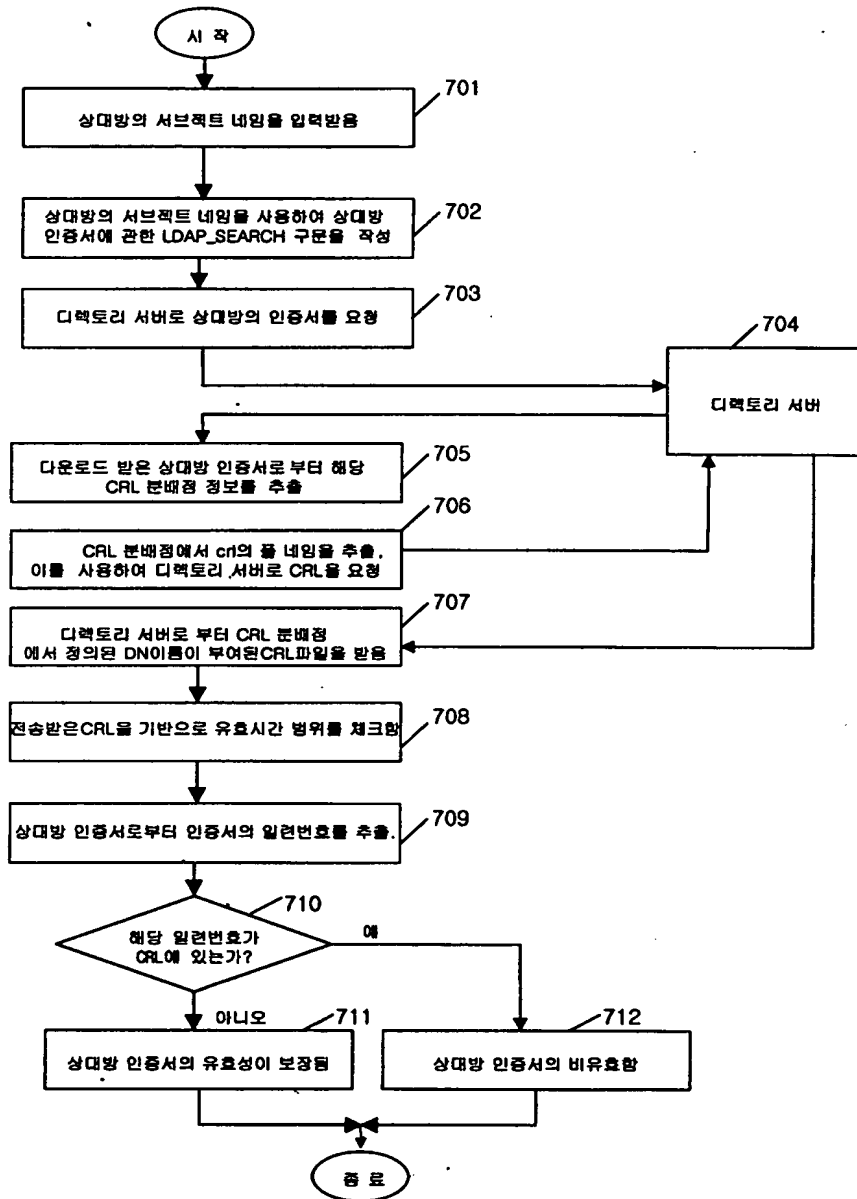 시 작
701
상대방의 서브젝트 네임을 입력받음
702
상대방의 서브젝트 네임을 사용하여 상대방
인증서에 관한 LDAP_SEARCH 구문을 작성
703
디렉토리 서버로 상대방의 인증서를 요청
704
디렉토리 서버
705
다운로드 받은 상대방 인증서로 부터 해당
CRL 분배점 정보를 추출
706
CRL 분배점에서 crl의 풀 네임을 추출,
이를 사용하여 디렉토리 서버로 CRL을 요청
707
디렉토리 서버로 부터 CRL 분배점
에서 정의된 DN이름이 부여된CRL파일을 받음
708
전송받은CRL을 기반으로 유효시간 범위를 체크함
709
상대방 인증서로부터 인증서의 일련번호를 추출.
710
해당 일련번호가
CRL에 있는가?
예
아니오
711
상대방 인증서의 유효성이 보장됨
712
상대방 인증서의 비유효함
종 료